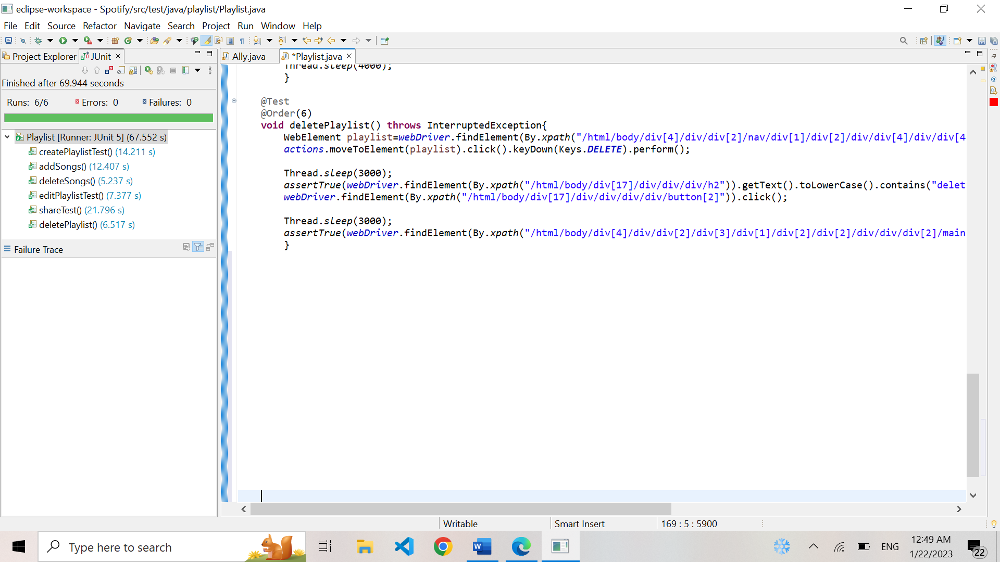 eclipse-workspace - Spotify/src/test/java/playlist/Playlist.java
File Edit Source Refactor Navigate Search Project Run Window Help
Project Explorer JUnit
Finished after 69.944 seconds
Runs: 6/6 Errors: 0 Failures: 0
Playlist [Runner: JUnit 5] (67.552 s)
createPlaylistTest() (14.211 s)
addSongs() (12.407 s)
deleteSongs() (5.237 s)
editPlaylistTest() (7.377 s)
shareTest() (21.796 s)
deletePlaylist() (6.517 s)
Failure Trace
Ally.java *Playlist.java
Thread.sleep(4000);
}
@Test
@Order(6)
void deletePlaylist() throws InterruptedException{
WebElement playlist=webDriver.findElement(By.xpath("/html/body/div[4]/div/div[2]/nav/div[1]/div[2]/div/div[4]/div/div[4
actions.moveToElement(playlist).click().keyDown(Keys.DELETE).perform();
Thread.sleep(3000);
assertTrue(webDriver.findElement(By.xpath("/html/body/div[17]/div/div/div/h2")).getText().toLowerCase().contains("delet
webDriver.findElement(By.xpath("/html/body/div[17]/div/div/div/div/button[2]")).click();
Thread.sleep(3000);
assertTrue(webDriver.findElement(By.xpath("/html/body/div[4]/div/div[2]/div[3]/div[1]/div[2]/div[2]/div/div/div[2]/main
}
Writable Smart Insert 169 : 5 : 5900
Type here to search
ENG
12:49 AM
1/22/2023
22